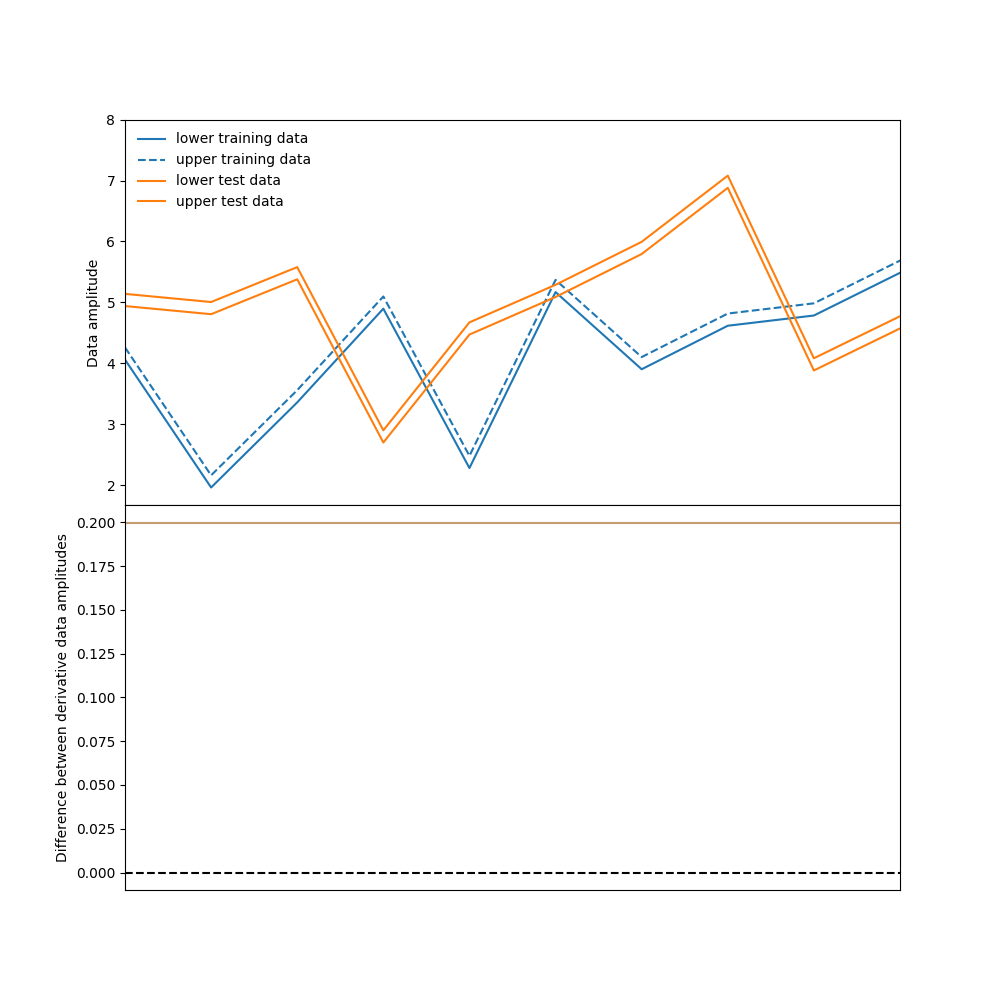 8
7
6
5
4
3
2
Data amplitude
lower training data
upper training data
lower test data
upper test data
0.200
0.175
0.150
0.125
0.100
0.075
0.050
0.025
0.000
Difference between derivative data amplitudes